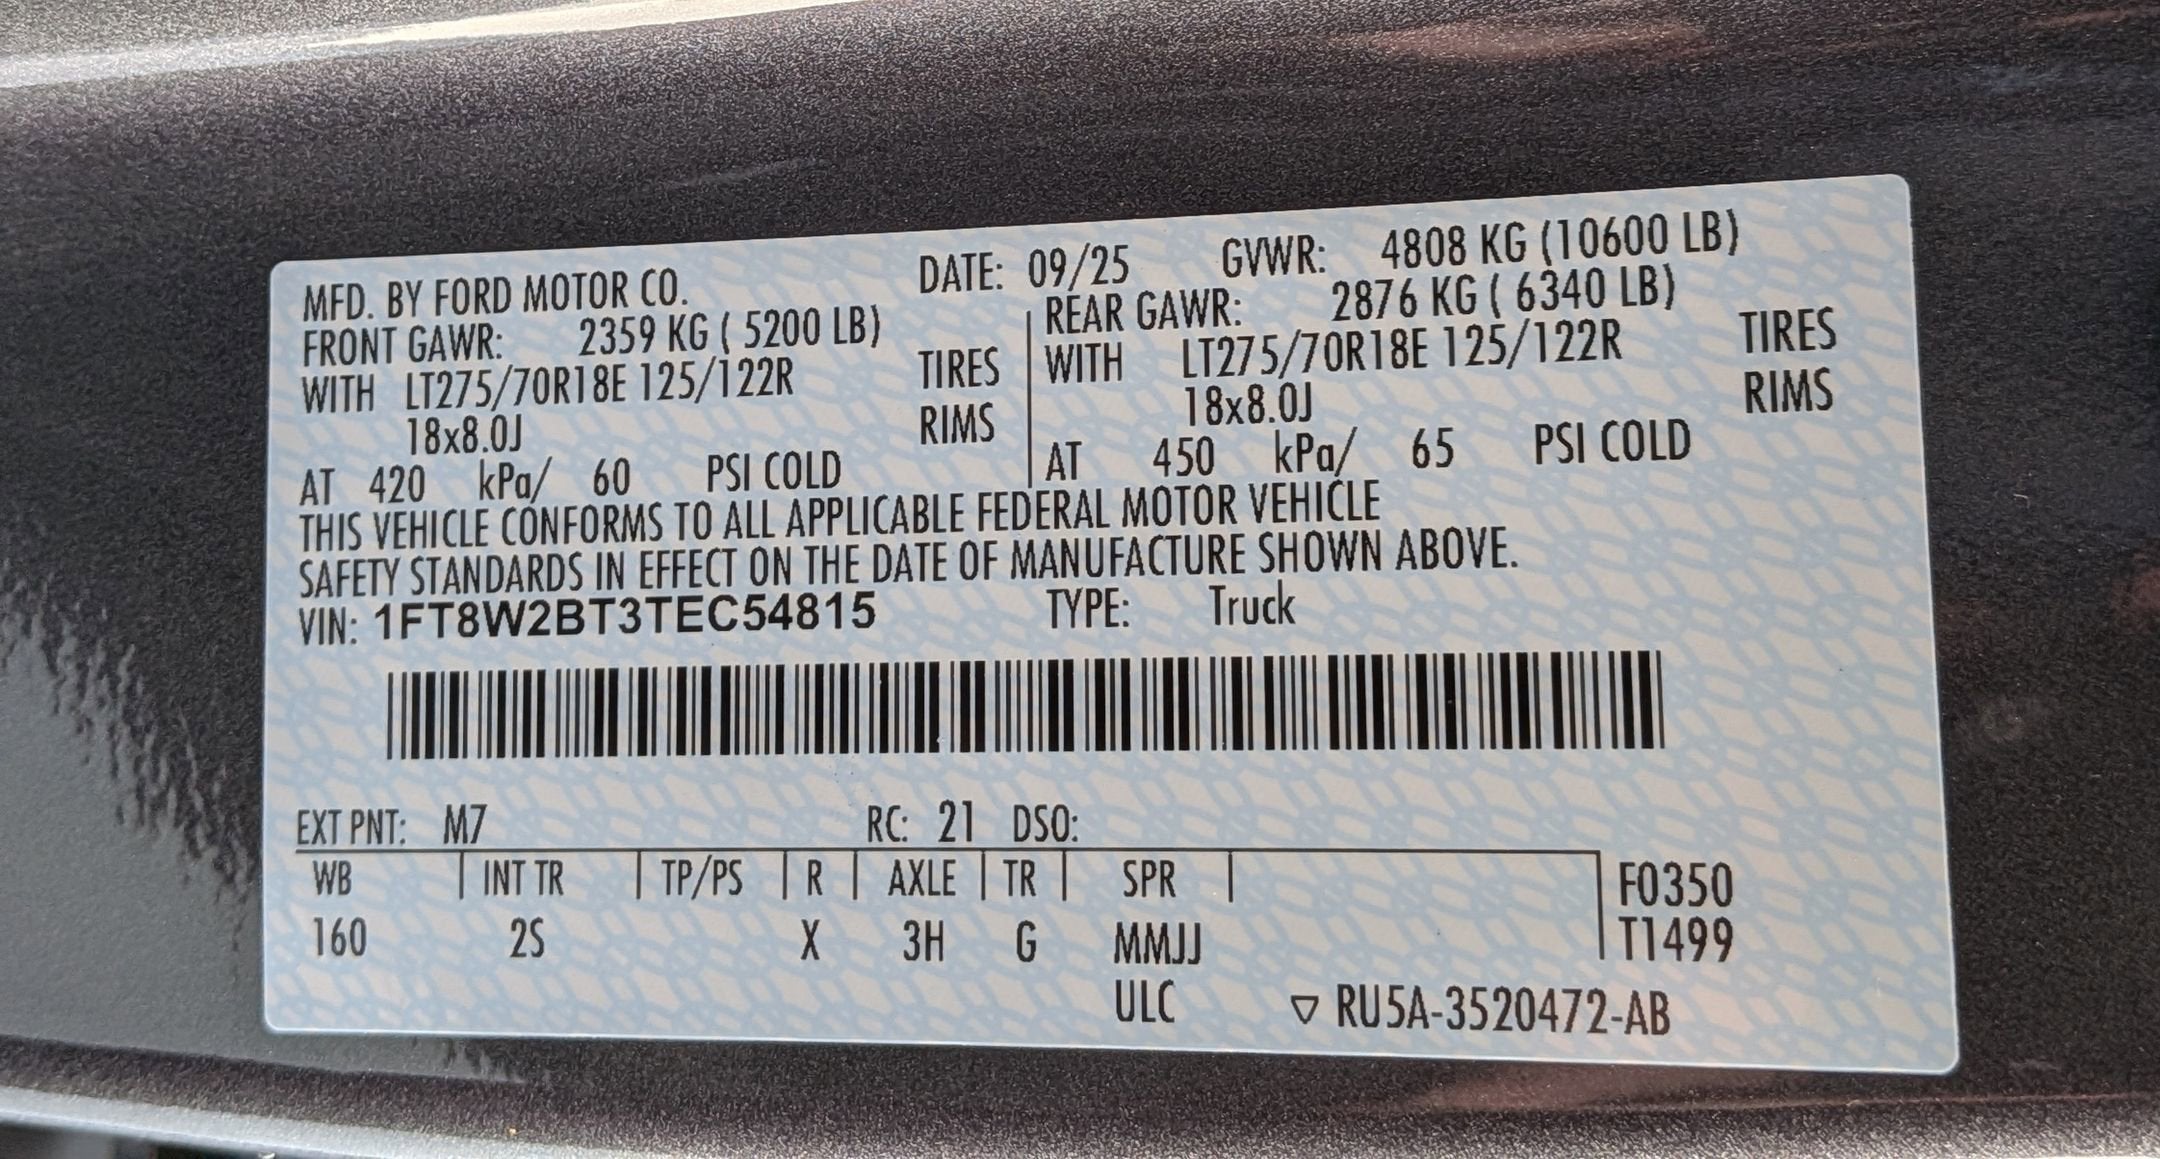 MFD. BY FORD MOTOR CO. DATE: 09/25 GVWR: 4808 KG (10600 LB)
FRONT GAWR: 2359 KG ( 5200 LB) REAR GAWR: 2876 KG ( 6340 LB)
WITH LT275/70R18E 125/122R TIRES WITH LT275/70R18E 125/122R TIRES
18x8.0J RIMS 18x8.0J RIMS
AT 420 kPa/ 60 PSI COLD AT 450 kPa/ 65 PSI COLD
THIS VEHICLE CONFORMS TO ALL APPLICABLE FEDERAL MOTOR VEHICLE
SAFETY STANDARDS IN EFFECT ON THE DATE OF MANUFACTURE SHOWN ABOVE.
VIN: 1FT8W2BT3TEC54815 TYPE: Truck
EXT PNT: M7 RC: 21 DSO:
WB INT TR TP/PS R AXLE TR SPR F0350
160 2S X 3H G MMJJ T1499
ULC ▽ RU5A-3520472-AB